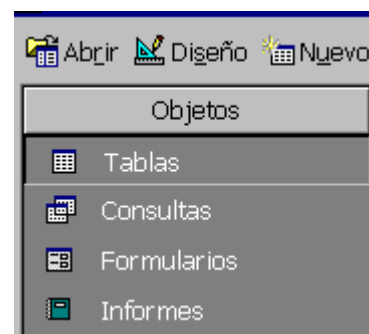 Abrir Diseño Nuevo
Objetos
Tablas
Consultas
Formularios
Informes